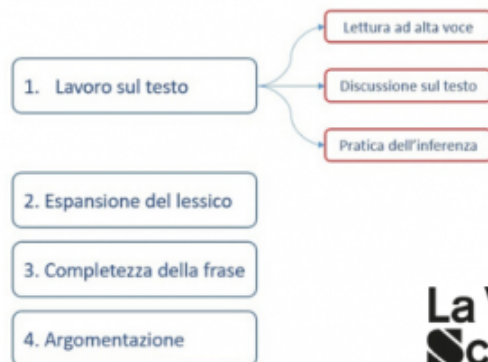 Lettura ad alta voce
1. Lavoro sul testo
Discussione sul testo
Pratica dell'inferenza
2. Espansione del lessico
3. Completezza della frase
4. Argomentazione
La